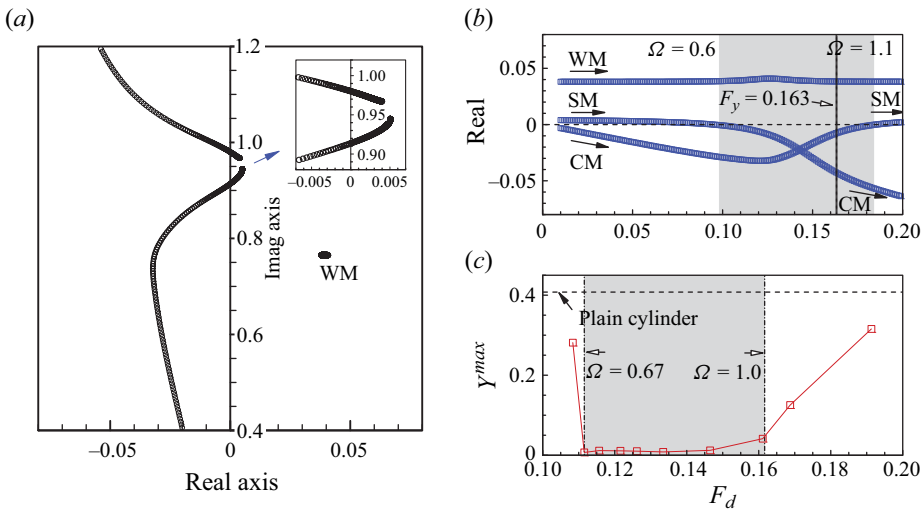 (a)
1.2
1.0
0.8
0.6
0.4
Imag axis
1.00
0.95
0.90
−0.005
0
0.005
WM
−0.05
0
0.05
Real axis
(b)
Ω = 0.6
Ω = 1.1
0.05
0
−0.05
Real
WM
SM
CM
F_y = 0.163
SM
CM
0
0.05
0.10
0.15
0.20
(c)
0.4
0.2
0
Y^max
Plain cylinder
Ω = 0.67
Ω = 1.0
0.10
0.12
0.14
0.16
0.18
0.20
F_d